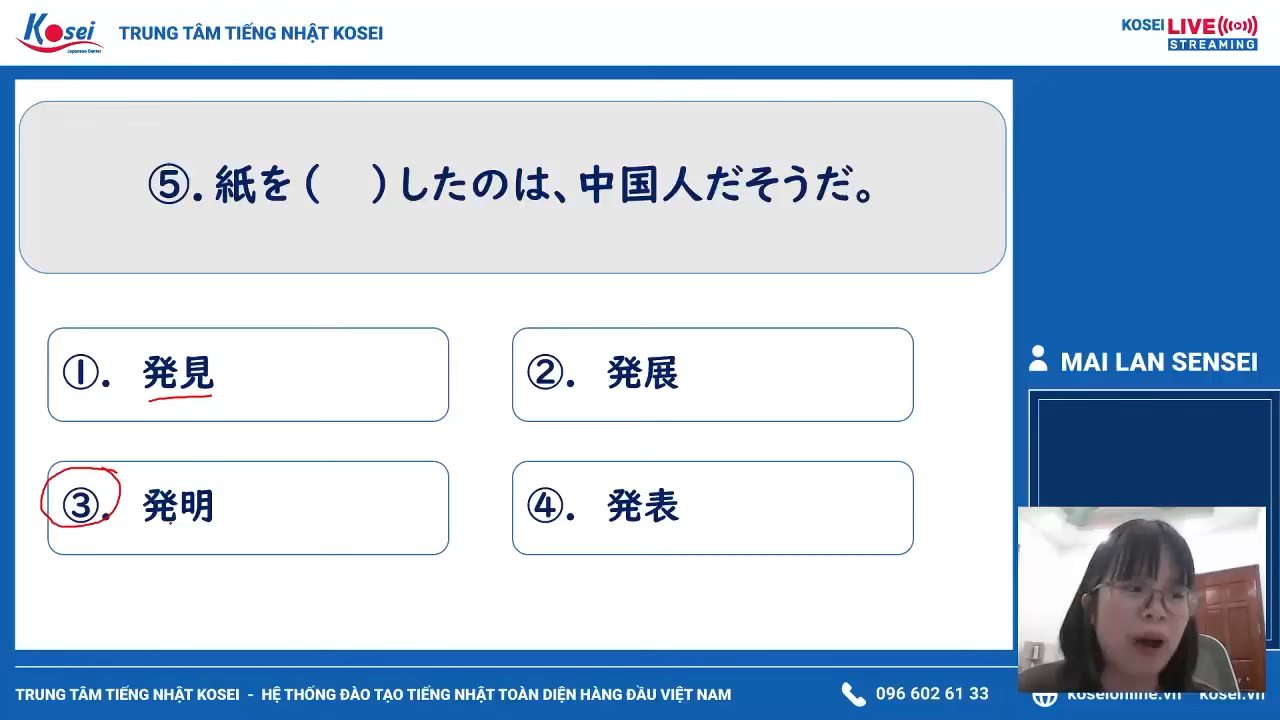 Kosei
Japanese Center
TRUNG TÂM TIẾNG NHẬT KOSEI
KOSEI LIVE
STREAMING
⑤. 紙を（　）したのは、中国人だそうだ。
①. 発見
②. 発展
③. 発明
④. 発表
MAI LAN SENSEI
TRUNG TÂM TIẾNG NHẬT KOSEI - HỆ THỐNG ĐÀO TẠO TIẾNG NHẬT TOÀN DIỆN HÀNG ĐẦU VIỆT NAM
096 602 61 33
koseionline.vn kosei.vn